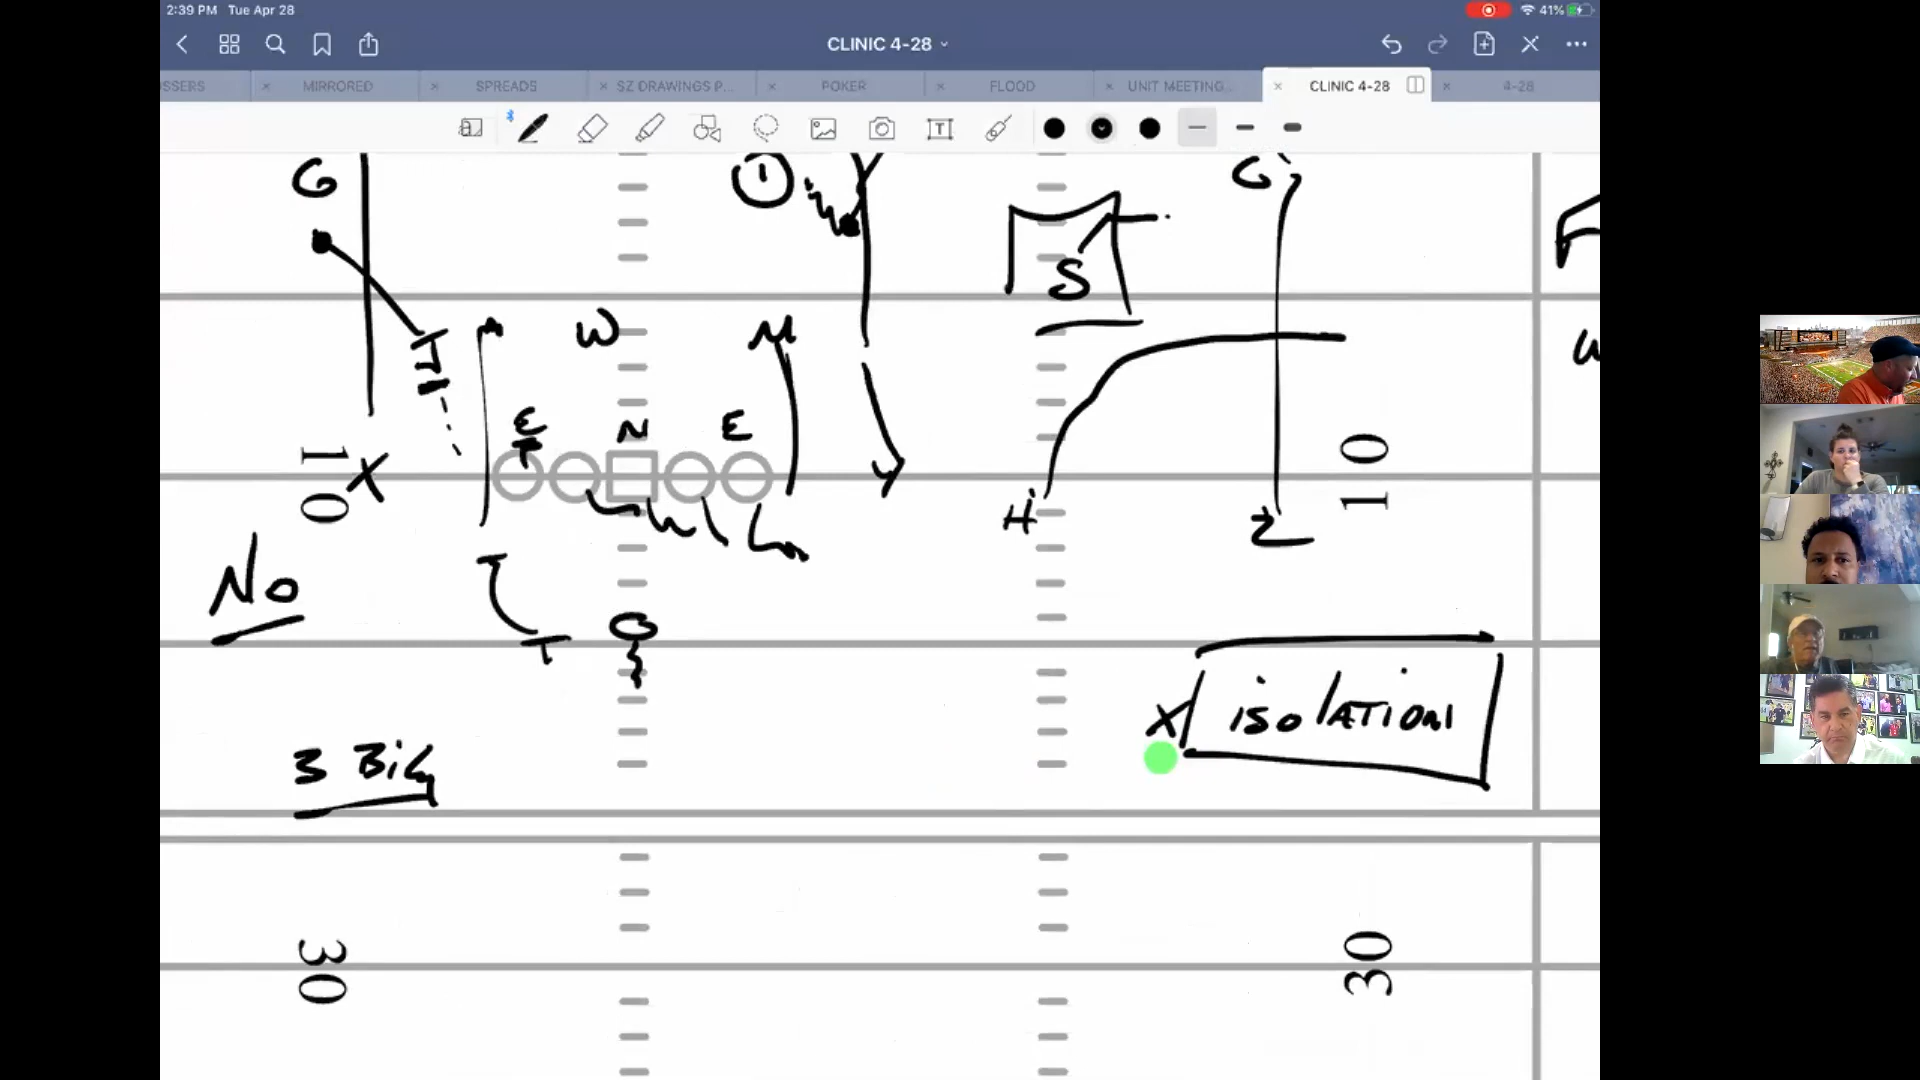 2:39 PM Tue Apr 28
41%
CLINIC 4-28
OSSERS
MIRRORED
SPREADS
SZ DRAWINGS P...
POKER
FLOOD
UNIT MEETING...
CLINIC 4-28
4-28
T
G
1
C
S
W
M
E
N
E
10
X
Y
H
Z
10
No
T
isolation
X
3 Big
30
30